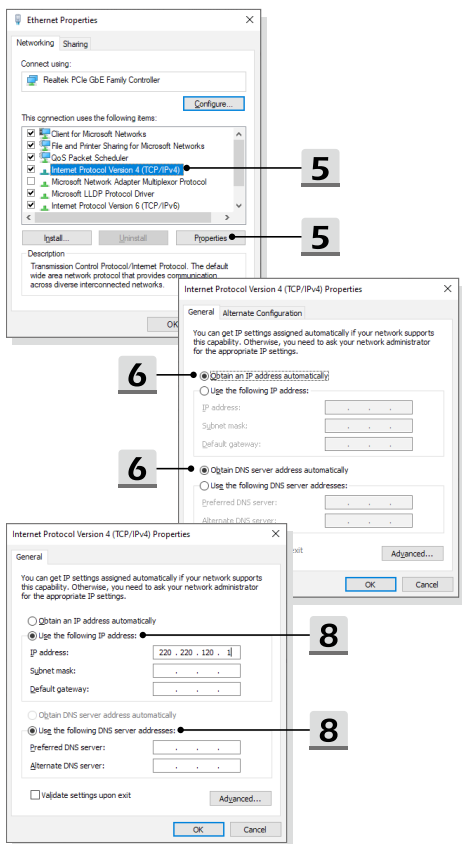 Ethernet Properties
Networking
Sharing
Connect using:
Realtek PCIe GbE Family Controller
Configure...
This connection uses the following items:
Client for Microsoft Networks
File and Printer Sharing for Microsoft Networks
QoS Packet Scheduler
Internet Protocol Version 4 (TCP/IPv4)
5
Microsoft Network Adapter Multiplexor Protocol
Microsoft LLDP Protocol Driver
Internet Protocol Version 6 (TCP/IPv6)
Install...
Uninstall
Properties
5
Description
Transmission Control Protocol/Internet Protocol. The default
wide area network protocol that provides communication
across diverse interconnected networks.
OK
Internet Protocol Version 4 (TCP/IPv4) Properties
General
Alternate Configuration
You can get IP settings assigned automatically if your network supports
this capability. Otherwise, you need to ask your network administrator
for the appropriate IP settings.
6
Obtain an IP address automatically
Use the following IP address:
IP address:
Subnet mask:
Default gateway:
6
Obtain DNS server address automatically
Use the following DNS server addresses:
Preferred DNS server:
Alternate DNS server:
exit
Advanced...
OK
Cancel
Internet Protocol Version 4 (TCP/IPv4) Properties
General
You can get IP settings assigned automatically if your network supports
this capability. Otherwise, you need to ask your network administrator
for the appropriate IP settings.
Obtain an IP address automatically
Use the following IP address:
8
IP address:
220 . 220 . 120 . 1
Subnet mask:
Default gateway:
Obtain DNS server address automatically
Use the following DNS server addresses:
8
Preferred DNS server:
Alternate DNS server:
Validate settings upon exit
Advanced...
OK
Cancel